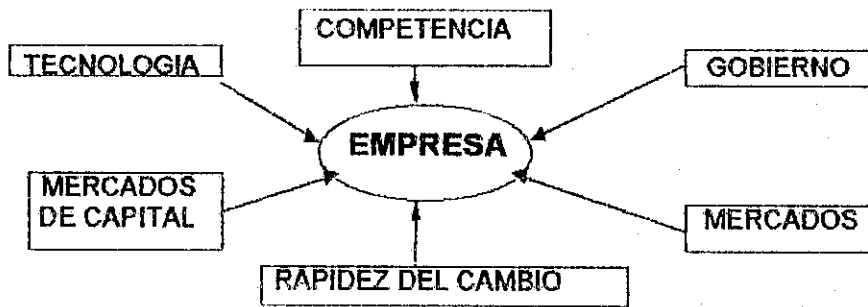 COMPETENCIA
TECNOLOGIA
GOBIERNO
EMPRESA
MERCADOS
DE CAPITAL
MERCADOS
RAPIDEZ DEL CAMBIO